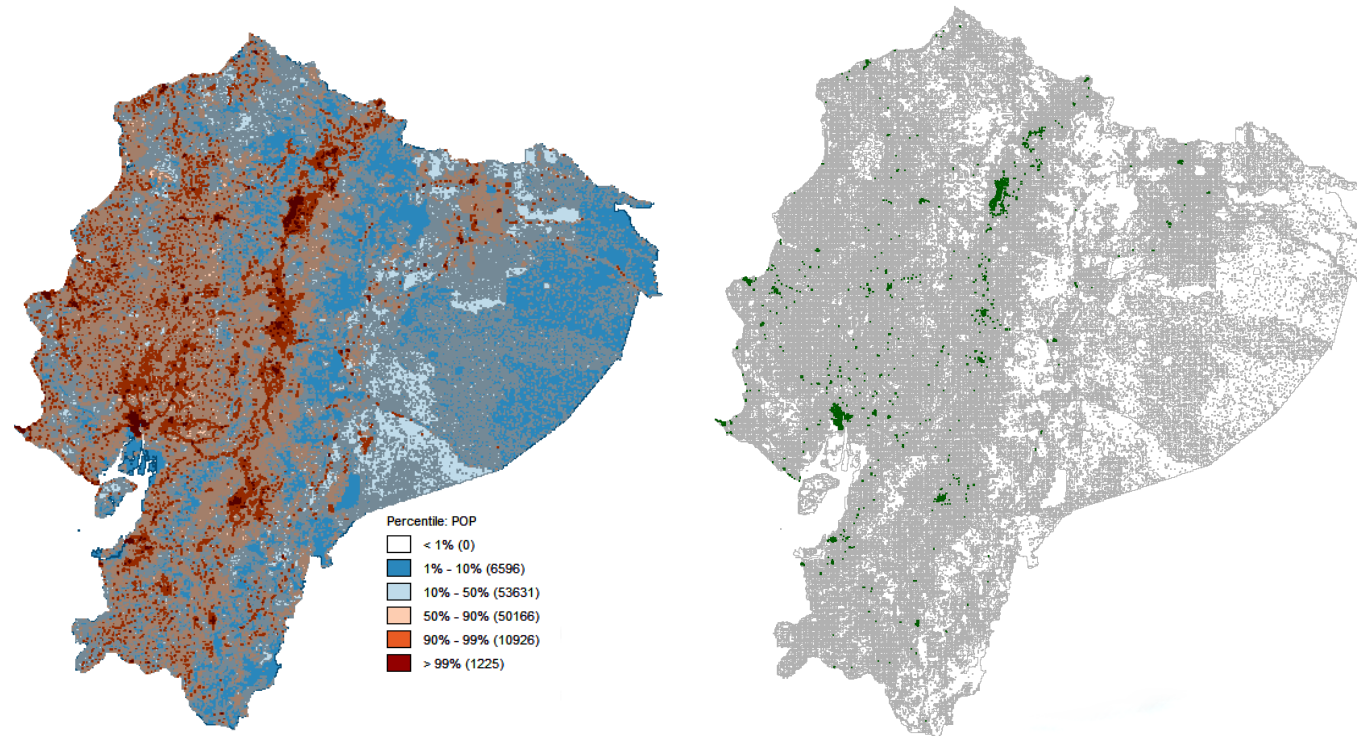 Percentile: POP
< 1% (0)
1% - 10% (6596)
10% - 50% (53631)
50% - 90% (50166)
90% - 99% (10926)
> 99% (1225)